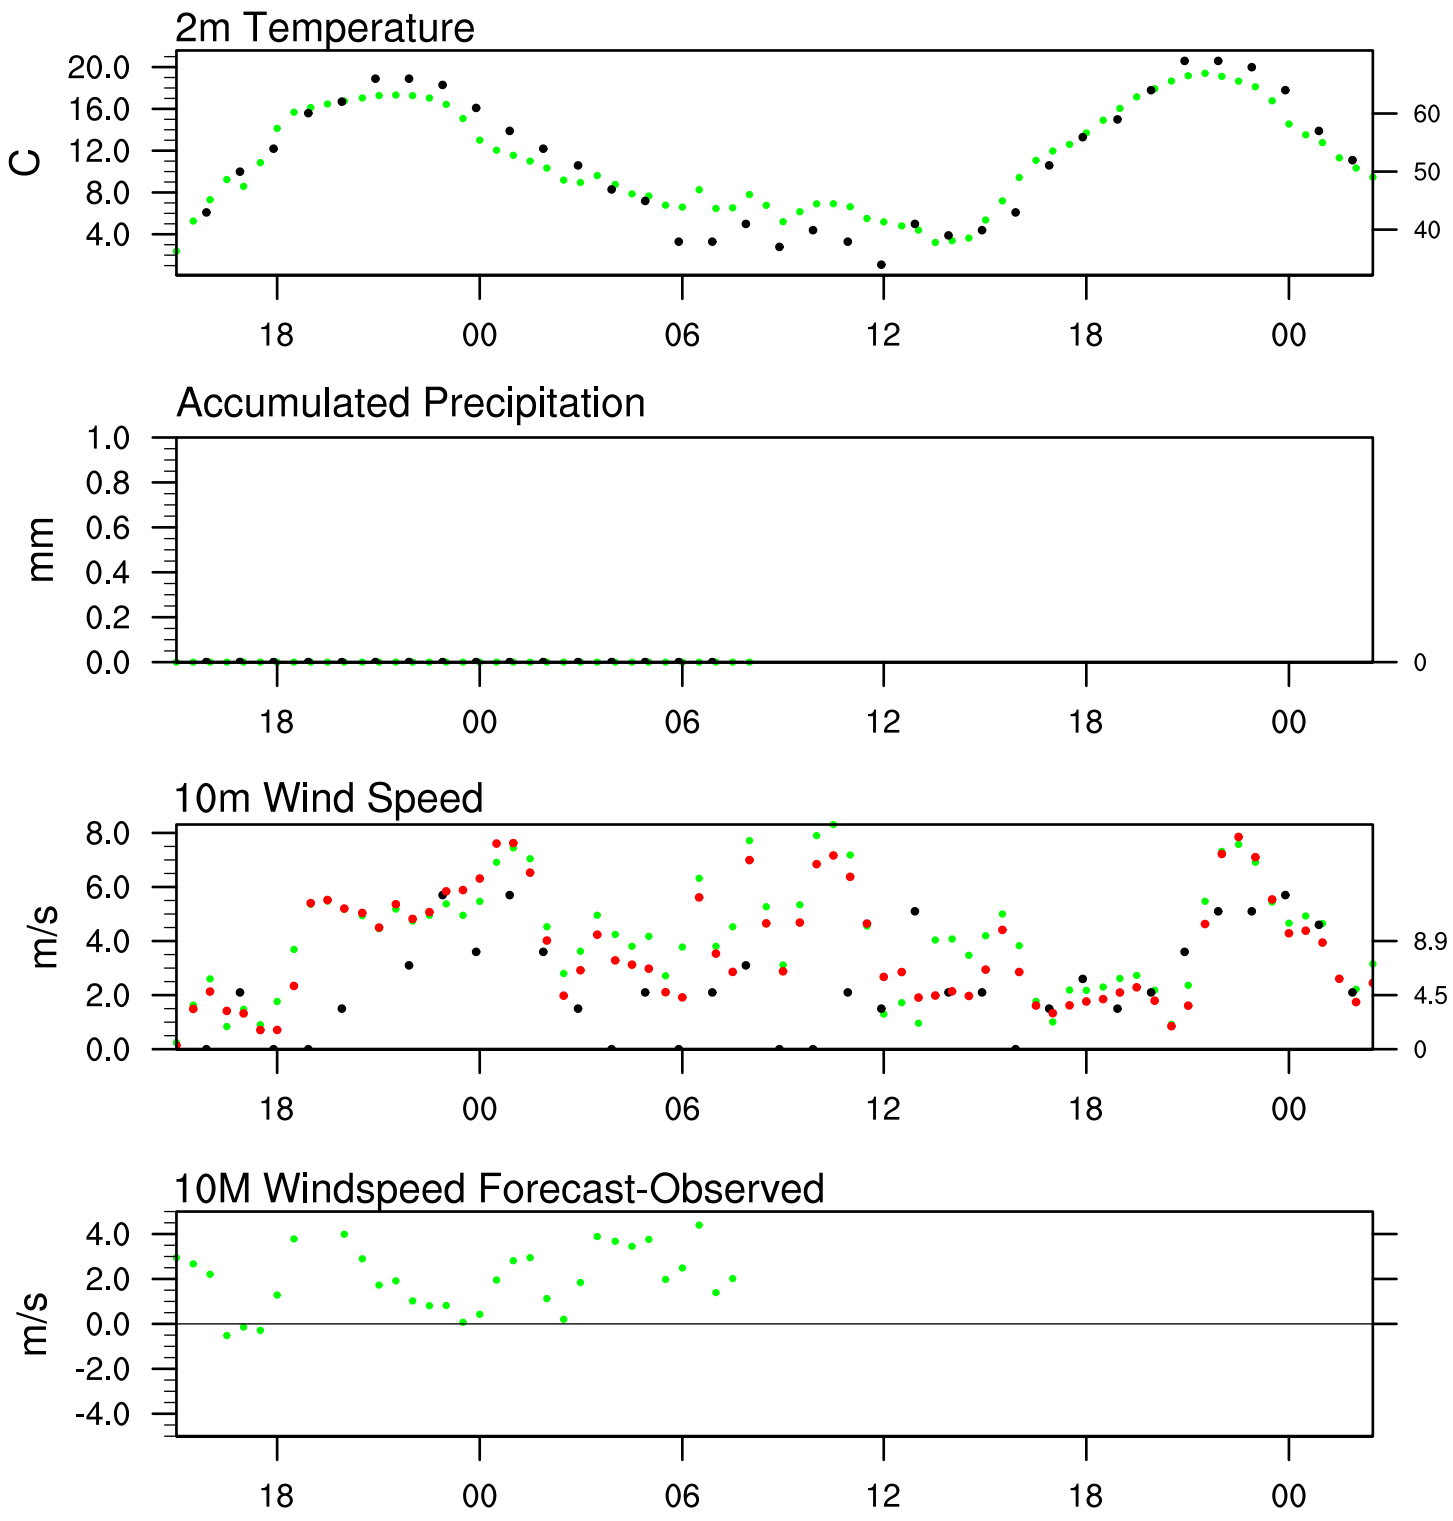 2m Temperature
20.0
16.0
12.0
8.0
4.0
C
60
50
40
18 00 06 12 18 00
Accumulated Precipitation
1.0
0.8
0.6
0.4
0.2
0.0
mm
0
18 00 06 12 18 00
10m Wind Speed
8.0
6.0
4.0
2.0
0.0
m/s
8.9
4.5
0
18 00 06 12 18 00
10M Windspeed Forecast-Observed
4.0
2.0
0.0
-2.0
-4.0
m/s
18 00 06 12 18 00